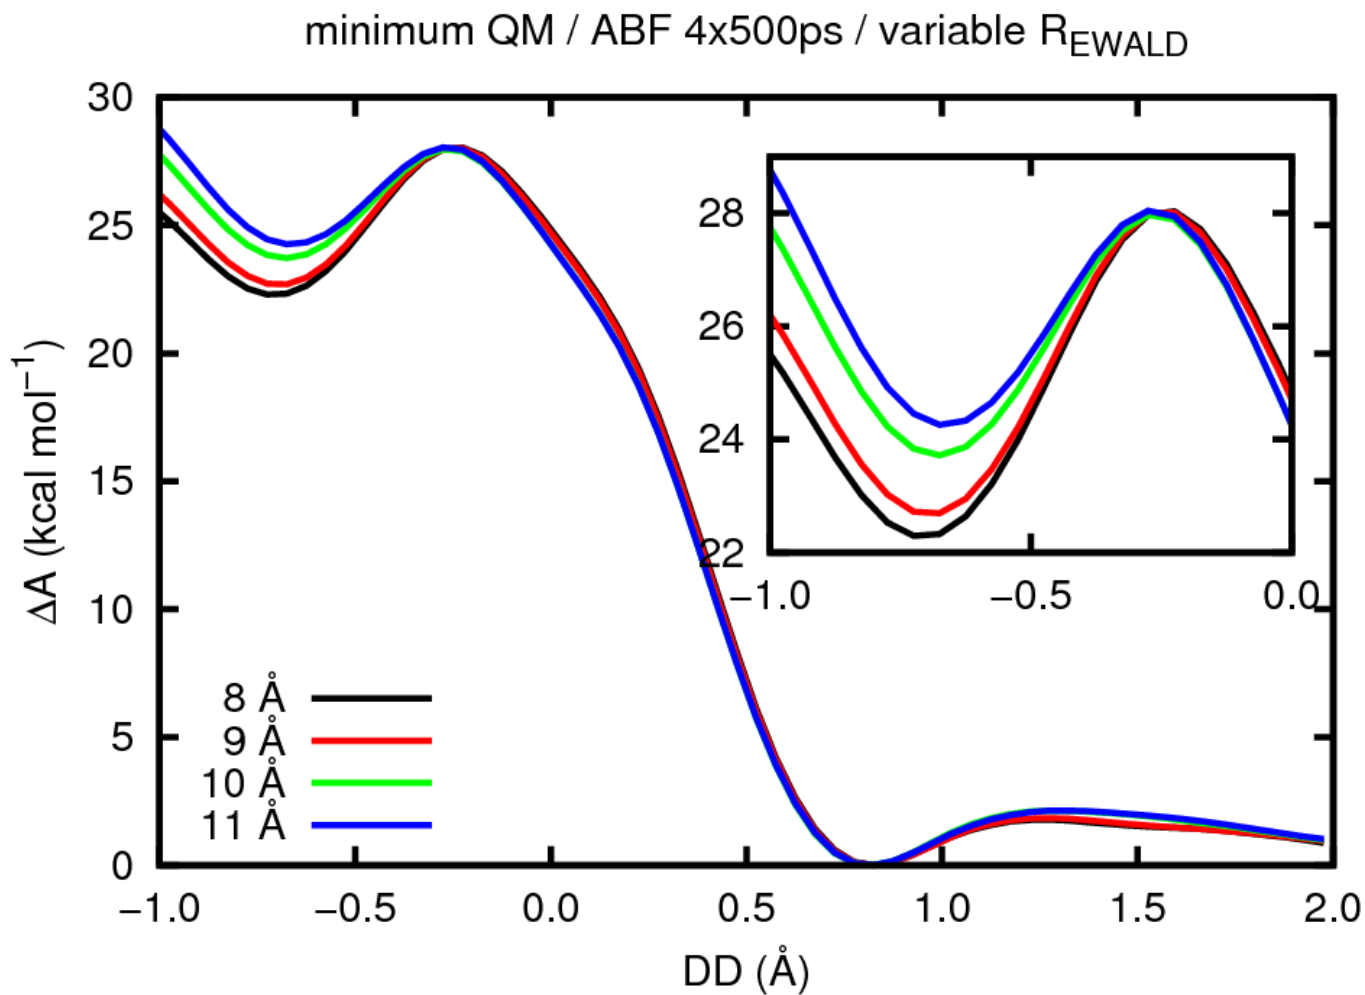 minimum QM / ABF 4x500ps / variable R_EWALD
ΔA (kcal mol⁻¹)
30
25
20
15
10
5
0
28
26
24
22
−1.0 −0.5 0.0
8 Å
9 Å
10 Å
11 Å
−1.0 −0.5 0.0 0.5 1.0 1.5 2.0
DD (Å)